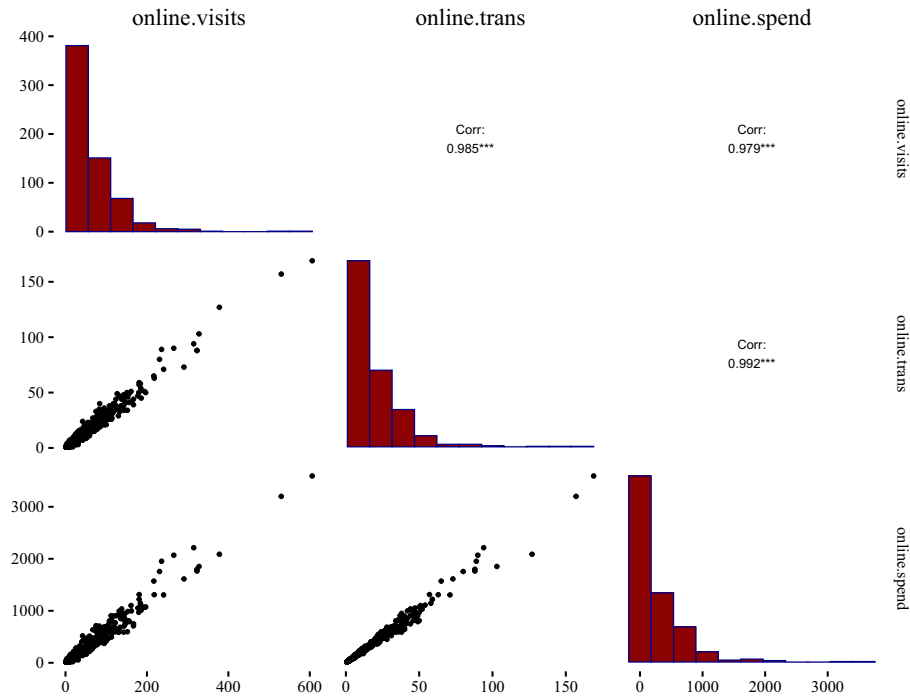 online.visits online.trans online.spend
400
300
200
100
0
Corr:
0.985***
Corr:
0.979***
online.visits
150
100
50
0
Corr:
0.992***
online.trans
3000
2000
1000
0
online.spend
0 200 400 600 0 50 100 150 0 1000 2000 3000